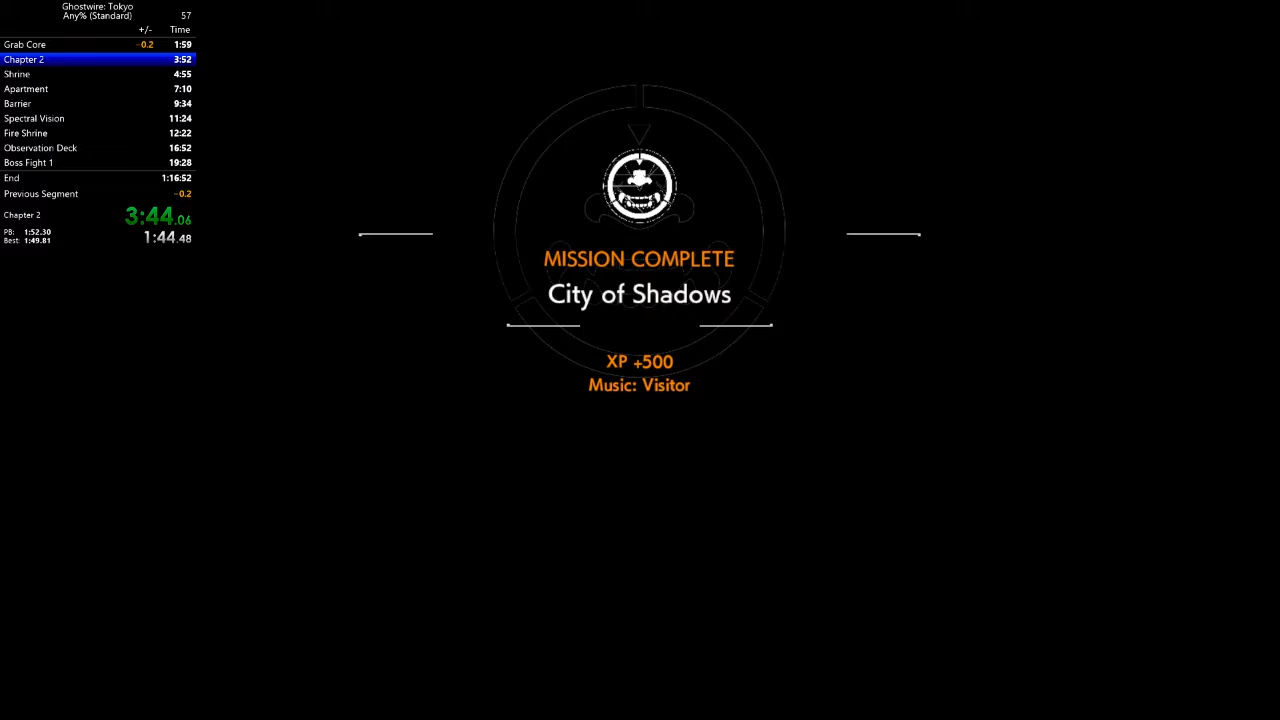 Ghostwire: Tokyo
Any% (Standard) 57
+/- Time
Grab Core −0.2 1:59
Chapter 2 3:52
Shrine 4:55
Apartment 7:10
Barrier 9:34
Spectral Vision 11:24
Fire Shrine 12:22
Observation Deck 16:52
Boss Fight 1 19:28
End 1:16:52
Previous Segment −0.2
Chapter 2 3:44.06
PB: 1:52.30
Best: 1:49.81
1:44.48
MISSION COMPLETE
City of Shadows
XP +500
Music: Visitor